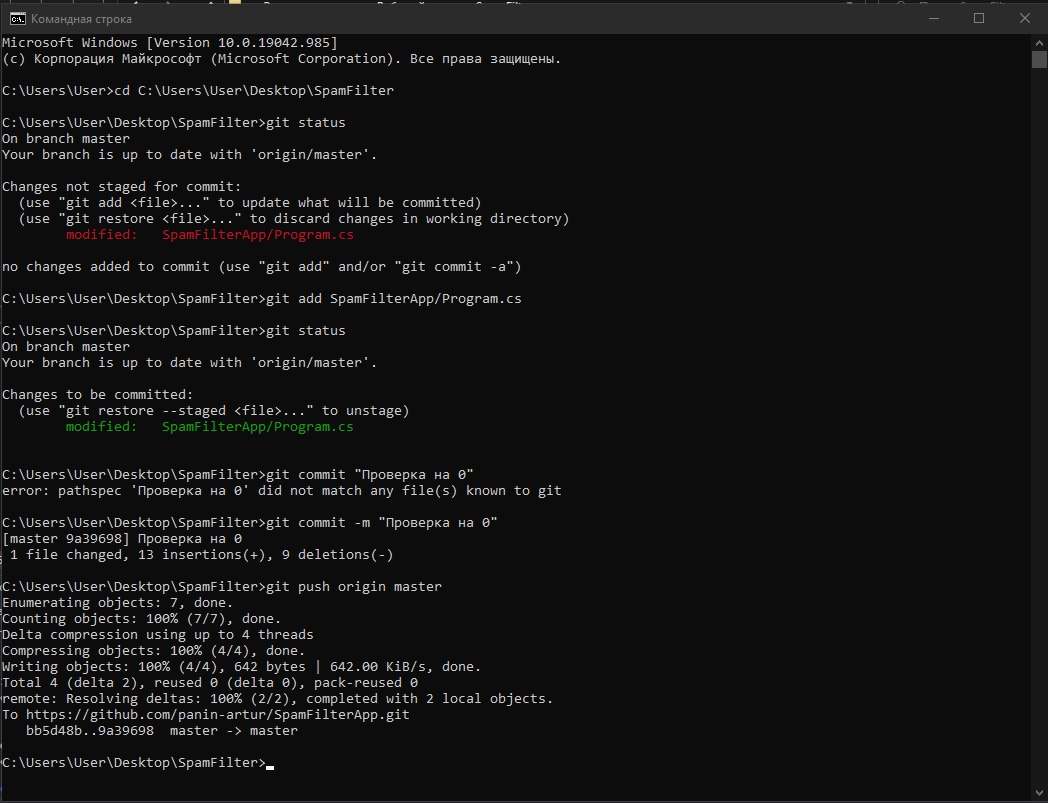 Командная строка
Microsoft Windows [Version 10.0.19042.985]
(c) Корпорация Майкрософт (Microsoft Corporation). Все права защищены.
C:\Users\User>cd C:\Users\User\Desktop\SpamFilter
C:\Users\User\Desktop\SpamFilter>git status
On branch master
Your branch is up to date with 'origin/master'.
Changes not staged for commit:
  (use "git add <file>..." to update what will be committed)
  (use "git restore <file>..." to discard changes in working directory)
        modified:   SpamFilterApp/Program.cs
no changes added to commit (use "git add" and/or "git commit -a")
C:\Users\User\Desktop\SpamFilter>git add SpamFilterApp/Program.cs
C:\Users\User\Desktop\SpamFilter>git status
On branch master
Your branch is up to date with 'origin/master'.
Changes to be committed:
  (use "git restore --staged <file>..." to unstage)
        modified:   SpamFilterApp/Program.cs
C:\Users\User\Desktop\SpamFilter>git commit "Проверка на 0"
error: pathspec 'Проверка на 0' did not match any file(s) known to git
C:\Users\User\Desktop\SpamFilter>git commit -m "Проверка на 0"
[master 9a39698] Проверка на 0
 1 file changed, 13 insertions(+), 9 deletions(-)
C:\Users\User\Desktop\SpamFilter>git push origin master
Enumerating objects: 7, done.
Counting objects: 100% (7/7), done.
Delta compression using up to 4 threads
Compressing objects: 100% (4/4), done.
Writing objects: 100% (4/4), 642 bytes | 642.00 KiB/s, done.
Total 4 (delta 2), reused 0 (delta 0), pack-reused 0
remote: Resolving deltas: 100% (2/2), completed with 2 local objects.
To https://github.com/panin-artur/SpamFilterApp.git
   bb5d48b..9a39698  master -> master
C:\Users\User\Desktop\SpamFilter>